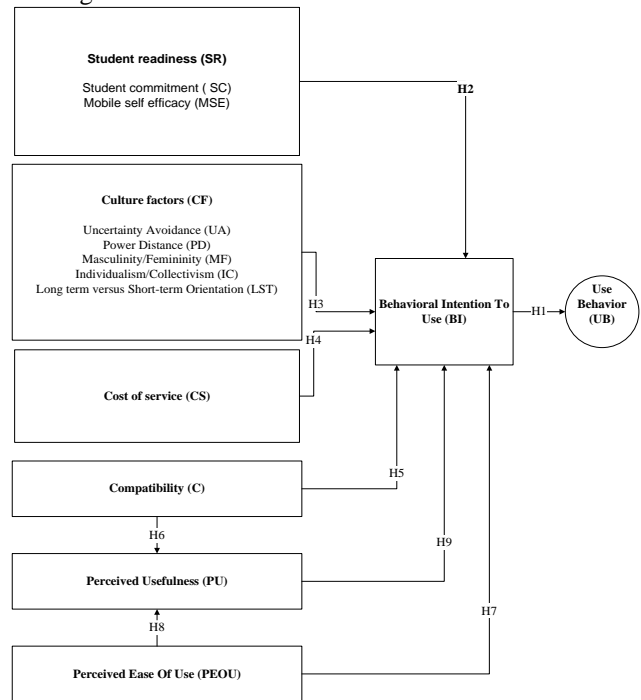 Student readiness (SR)
Student commitment ( SC)
Mobile self efficacy (MSE)
H2
Culture factors (CF)
Uncertainty Avoidance (UA)
Power Distance (PD)
Masculinity/Femininity (MF)
Individualism/Collectivism (IC)
Long term versus Short-term Orientation (LST)
H3
Behavioral Intention To
Use (BI)
H1
Use
Behavior
(UB)
H4
Cost of service (CS)
Compatibility (C)
H5
H6
H9
Perceived Usefulness (PU)
H8
H7
Perceived Ease Of Use (PEOU)